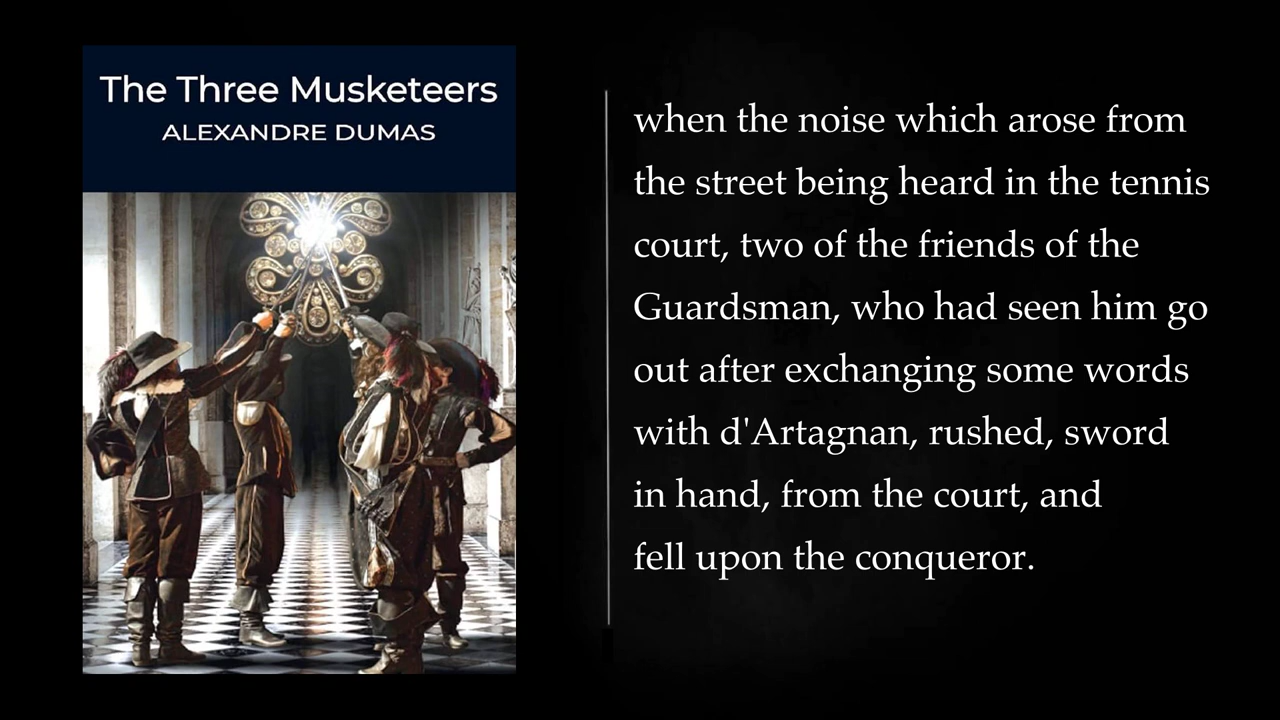 The Three Musketeers
ALEXANDRE DUMAS
when the noise which arose from
the street being heard in the tennis
court, two of the friends of the
Guardsman, who had seen him go
out after exchanging some words
with d'Artagnan, rushed, sword
in hand, from the court, and
fell upon the conqueror.